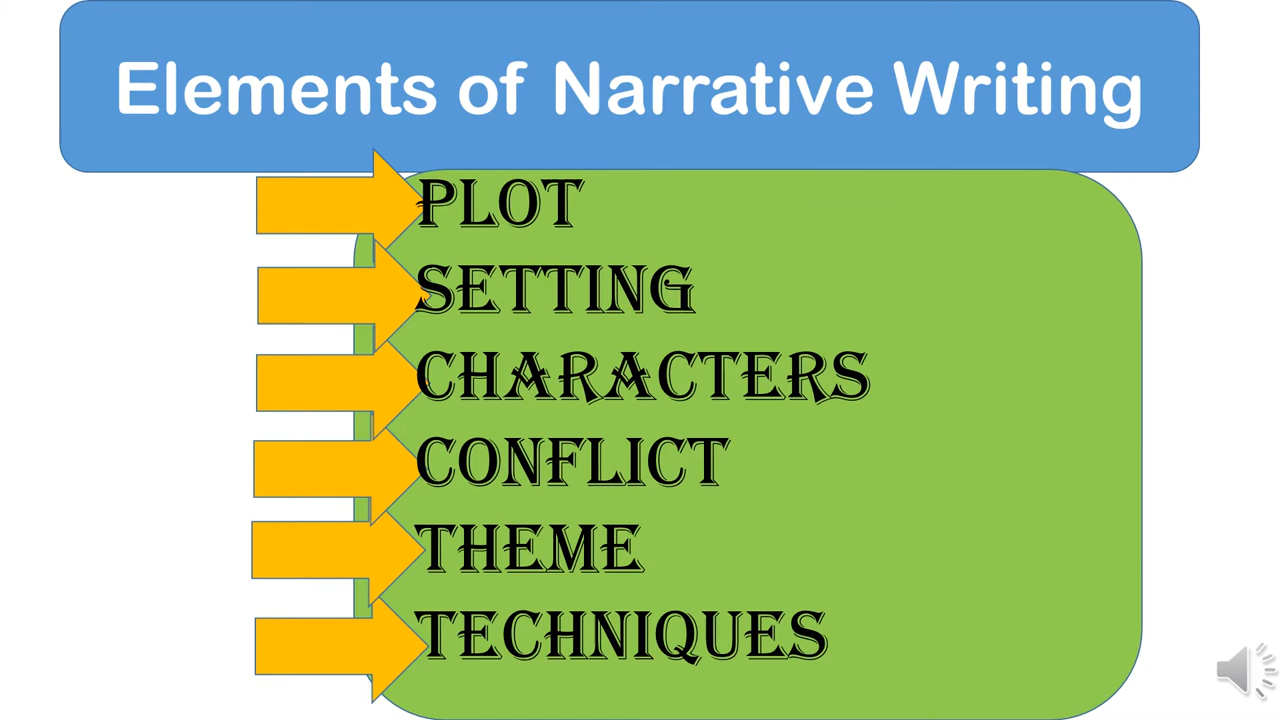 Elements of Narrative Writing
PLOT
SETTING
CHARACTERS
CONFLICT
THEME
TECHNIQUES